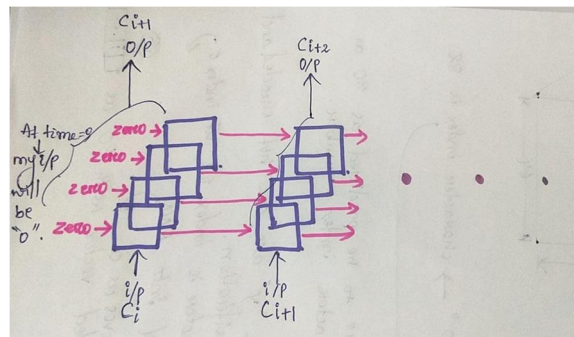 Ci+1
O/P
Ci+2
O/P
At time=0
my i/p
will
be
"0".
zero
zero
zero
zero
i/p
Ci
i/p
Ci+1